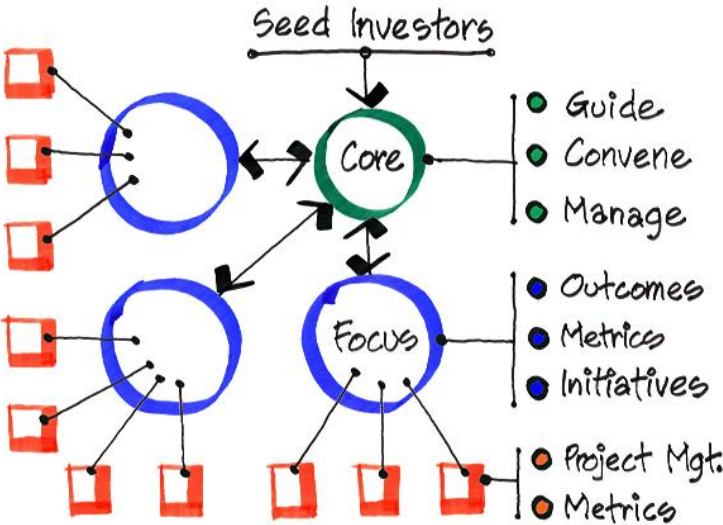 Seed Investors
Core
Guide
Convene
Manage
Focus
Outcomes
Metrics
Initiatives
Project Mgt.
Metrics